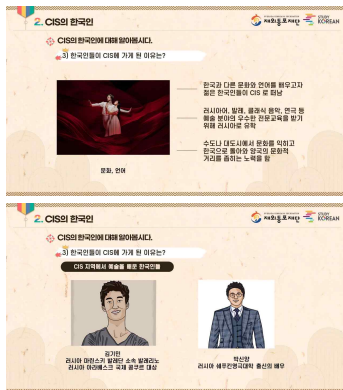 2. CIS의 한국인
재외동포재단
STUDY
KOREAN
CIS의 한국인에 대해 알아봅시다.
3) 한국인들이 CIS에 가게 된 이유는?
한국과 다른 문화와 언어를 배우고자
젊은 한국인들이 CIS 로 떠남
러시아어, 발레, 클래식 음악, 연극 등
예술 분야의 우수한 전문교육을 받기
위해 러시아로 유학
수도나 대도시에서 문화를 익히고
한국으로 돌아와 양국의 문화적
거리를 좁히는 노력을 함
문화, 언어
2. CIS의 한국인
재외동포재단
STUDY
KOREAN
CIS의 한국인에 대해 알아봅시다.
3) 한국인들이 CIS에 가게 된 이유는?
CIS 지역에서 예술을 배운 한국인들
김기민
러시아 마린스키 발레단 소속 발레리노
러시아 아라베스크 국제 콩쿠르 대상
박신양
러시아 쉐푸킨연극대학 출신의 배우